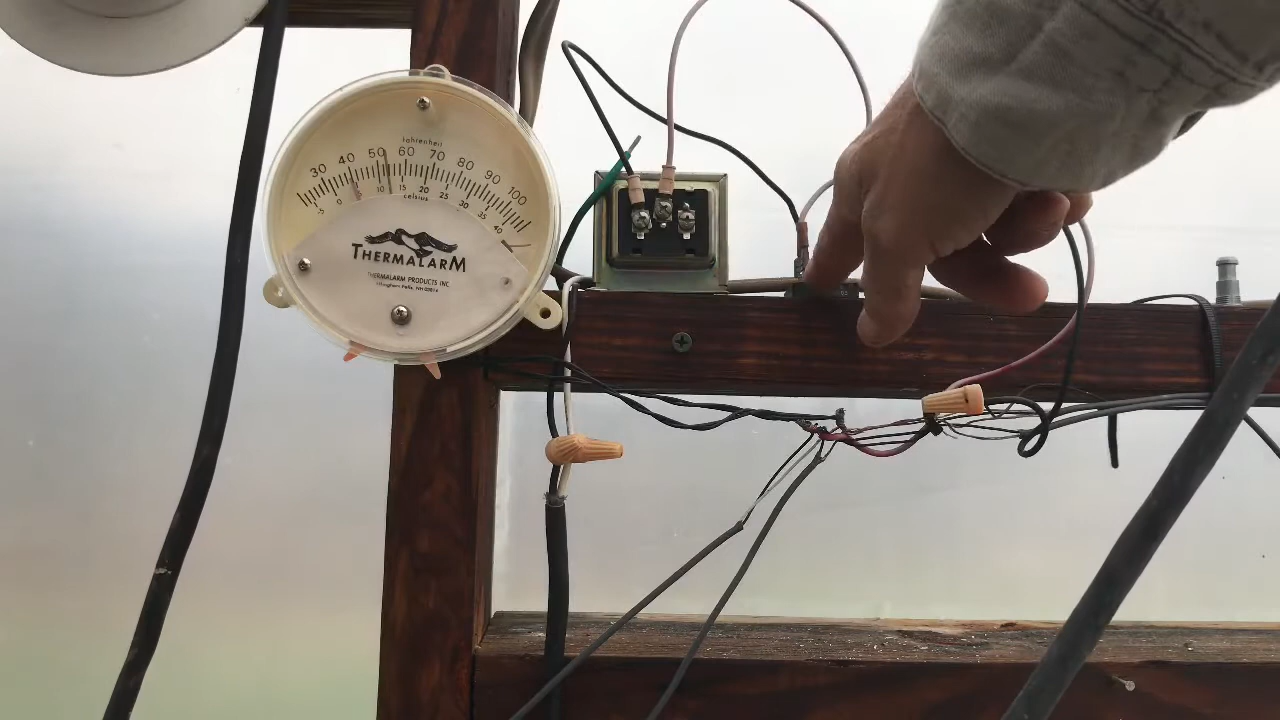 fahrenheit
30 40 50 60 70 80 90 100
-5 0 10 15 20 25 30 35 40
celsius
THERMALARM
THERMALARM PRODUCTS INC.